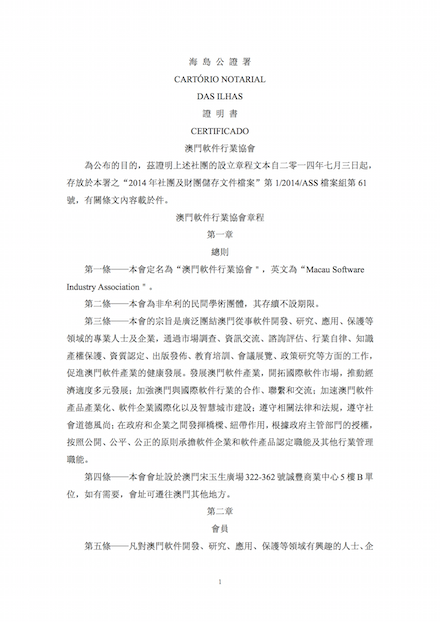 海 島 公 證 署
CARTÓRIO NOTARIAL
DAS ILHAS
證 明 書
CERTIFICADO
澳門軟件行業協會
為公布的目的，茲證明上述社團的設立章程文本自二零一四年七月三日起，
存放於本署之“2014 年社團及財團儲存文件檔案”第 1/2014/ASS 檔案組第 61
號，有關條文內容載於件。
澳門軟件行業協會章程
第一章
總則
第一條──本會定名為“澳門軟件行業協會＂，英文為“Macau Software
Industry Association＂。
第二條──本會為非牟利的民間學術團體，其存續不設期限。
第三條──本會的宗旨是廣泛團結澳門從事軟件開發、研究、應用、保護等
領域的專業人士及企業，通過市場調查、資訊交流、諮詢評估、行業自律、知識
產權保護、資質認定、出版發佈、教育培訓、會議展覽、政策研究等方面的工作，
促進澳門軟件產業的健康發展。發展澳門軟件產業，開拓國際軟件市場，推動經
濟適度多元發展；加強澳門與國際軟件行業的合作、聯繫和交流；加速澳門軟件
產品產業化、軟件企業國際化以及智慧城市建設；遵守相關法律和法規，遵守社
會道德風尚；在政府和企業之間發揮橋樑、紐帶作用，根據政府主管部門的授權，
按照公開、公平、公正的原則承擔軟件企業和軟件產品認定職能及其他行業管理
職能。
第四條──本會會址設於澳門宋玉生廣場 322-362 號誠豐商業中心 5 樓 B 單
位，如有需要，會址可遷往澳門其他地方。
第二章
會員
第五條──凡對澳門軟件開發、研究、應用、保護等領域有興趣的人士、企
1